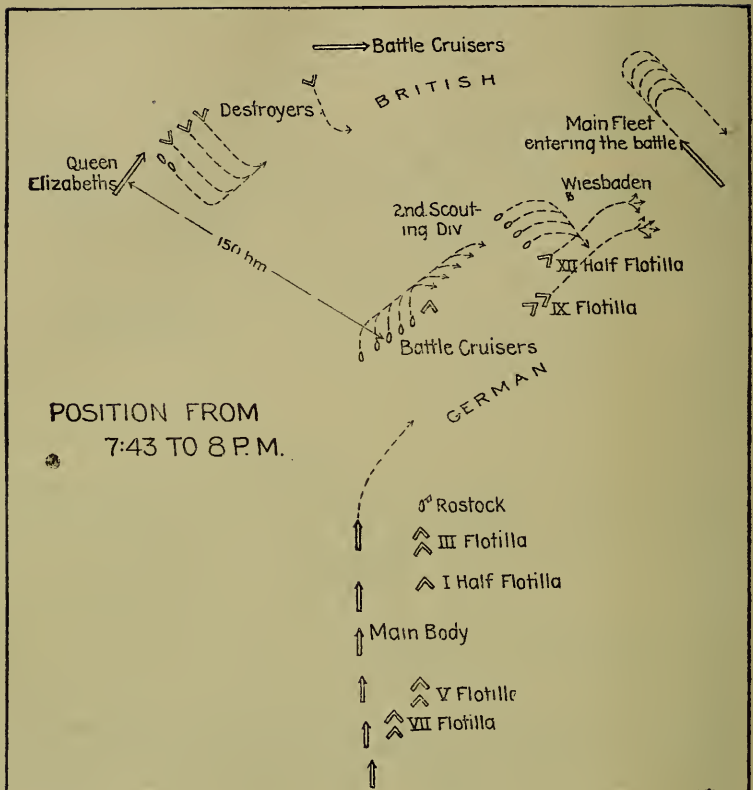 Battle Cruisers
BRITISH
Destroyers
Main Fleet
entering the battle
Queen
Elizabeths
Wiesbaden
2nd. Scout-
ing Div
150 hm
XII Half Flotilla
IX Flotilla
Battle Cruisers
GERMAN
POSITION FROM
7:43 TO 8 P.M.
Rostock
III Flotilla
I Half Flotilla
Main Body
V Flotille
VII Flotilla